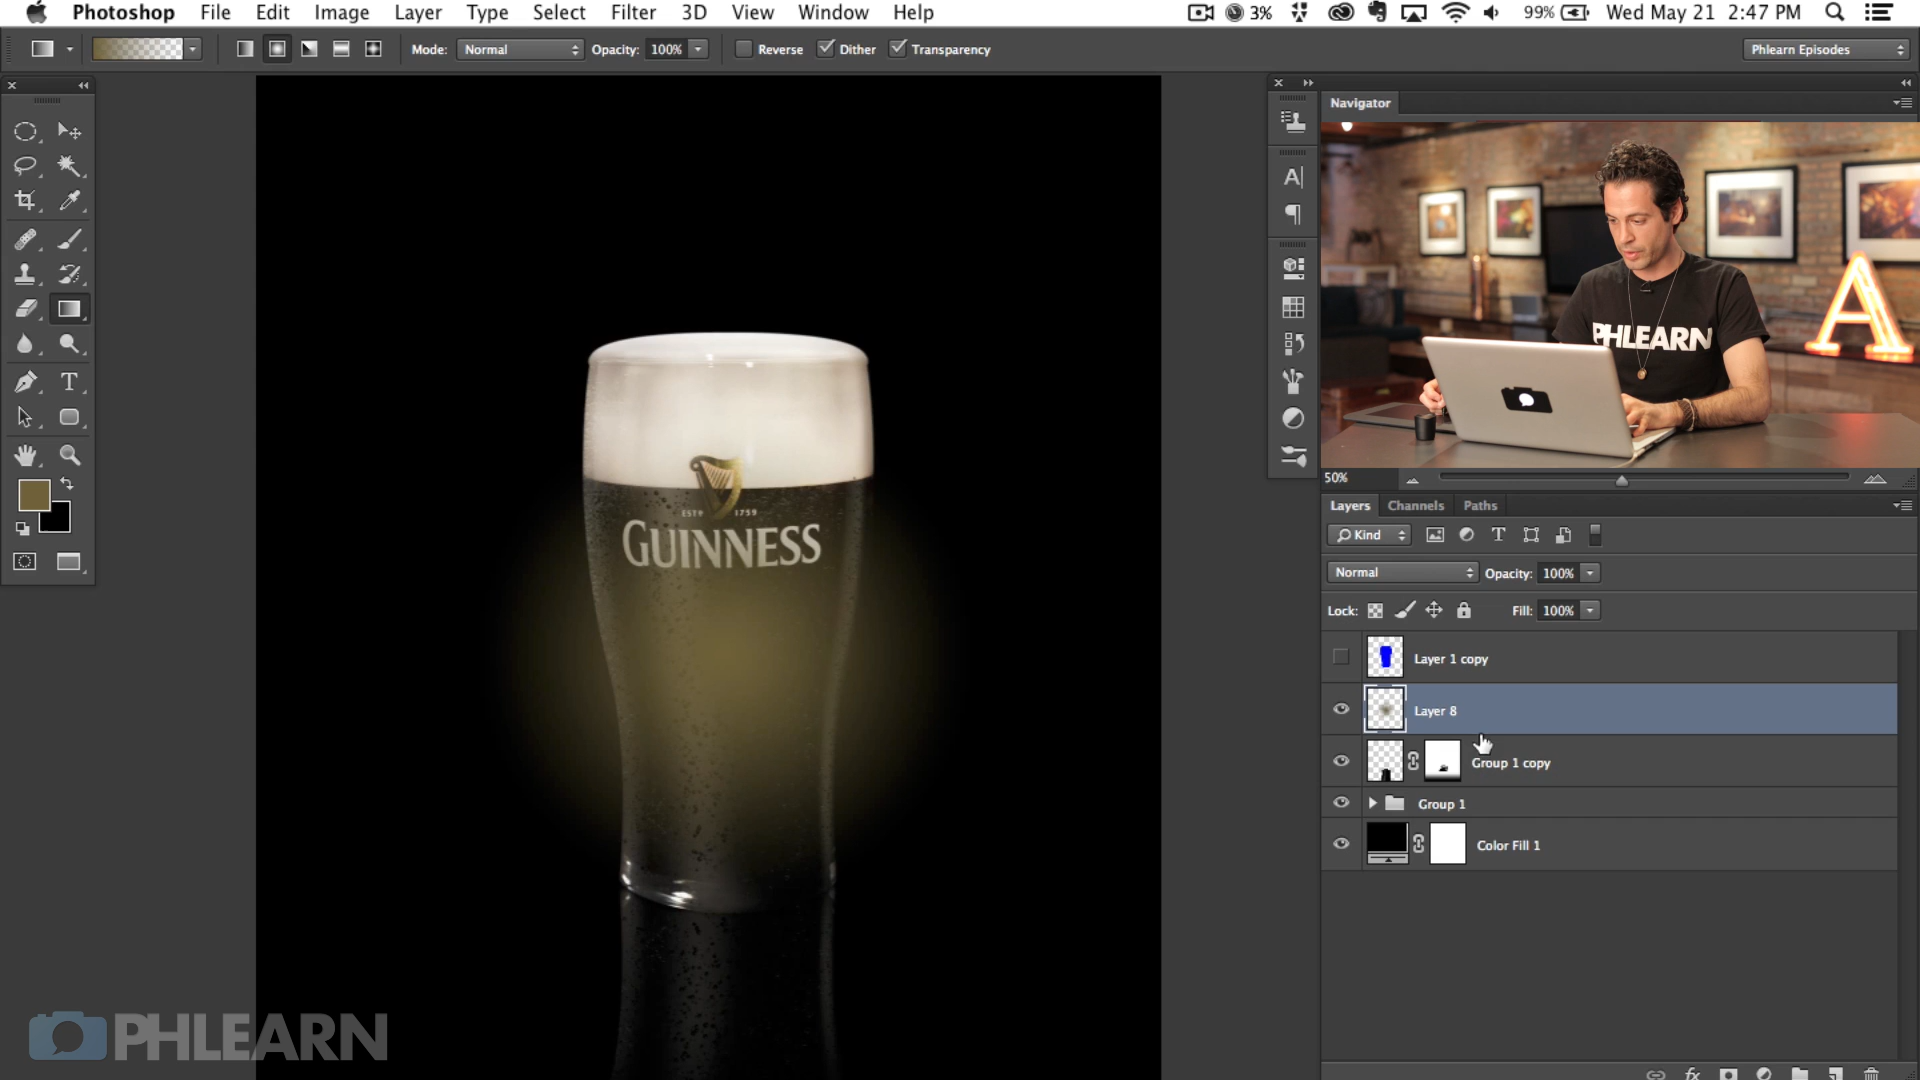 Photoshop File Edit Image Layer Type Select Filter 3D View Window Help 3% 99% Wed May 21 2:47 PM
Mode: Normal Opacity: 100% Reverse Dither Transparency Phlearn Episodes
Navigator
PHLEARN
A
50%
Layers Channels Paths
Kind
Normal Opacity: 100%
Lock: Fill: 100%
Layer 1 copy
Layer 8
Group 1 copy
Group 1
Color Fill 1
fx
ESTD 1759
GUINNESS
PHLEARN